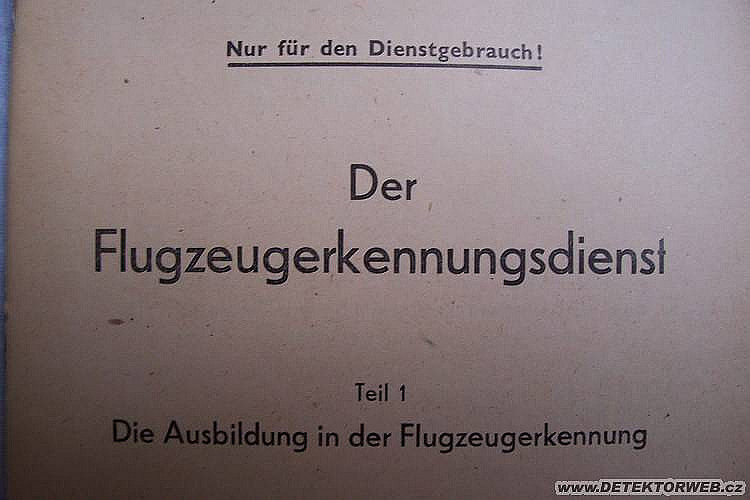 Nur für den Dienstgebrauch!
Der
Flugzeugerkennungsdienst
Teil 1
Die Ausbildung in der Flugzeugerkennung
www.DETEKTORWEB.cz